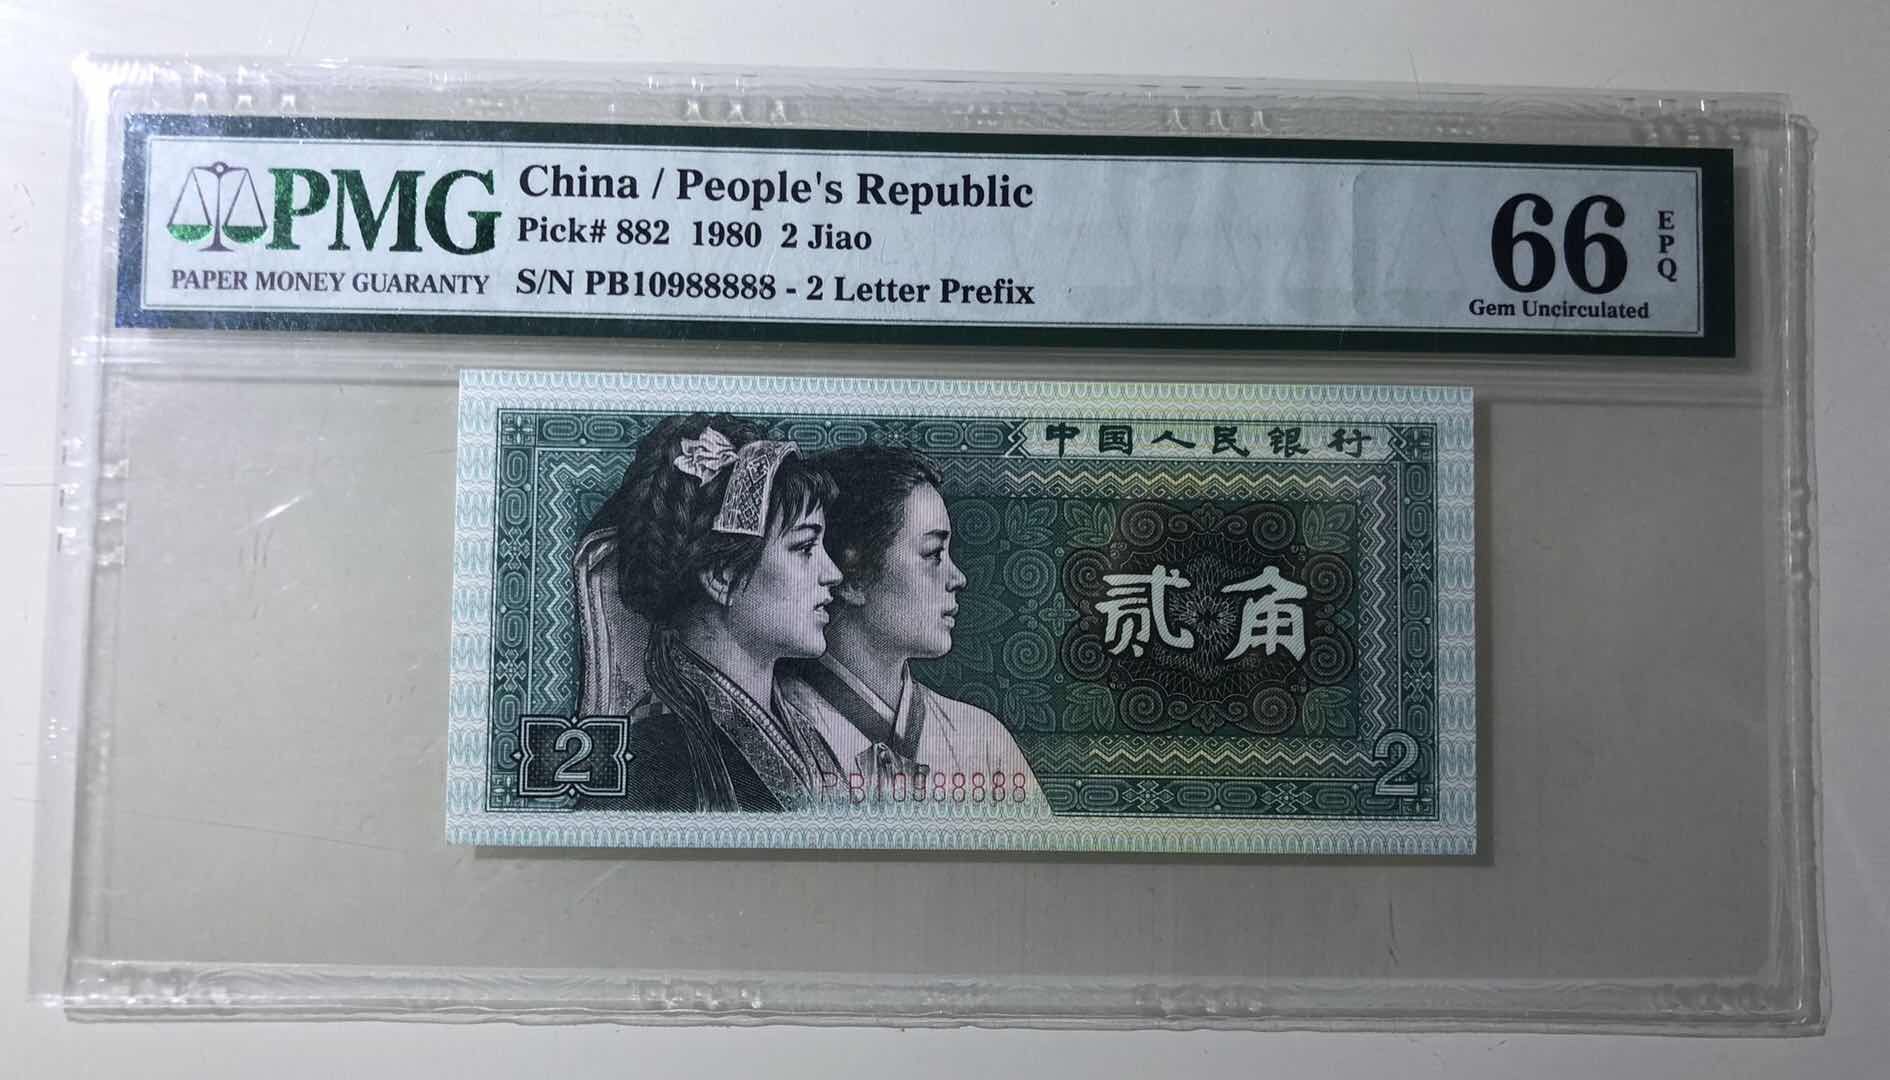 PMG
PAPER MONEY GUARANTY
China / People's Republic
Pick# 882 1980 2 Jiao
S/N PB10988888 - 2 Letter Prefix
66
EPQ
Gem Uncirculated
中国人民银行
贰角
2
2
PB10988888